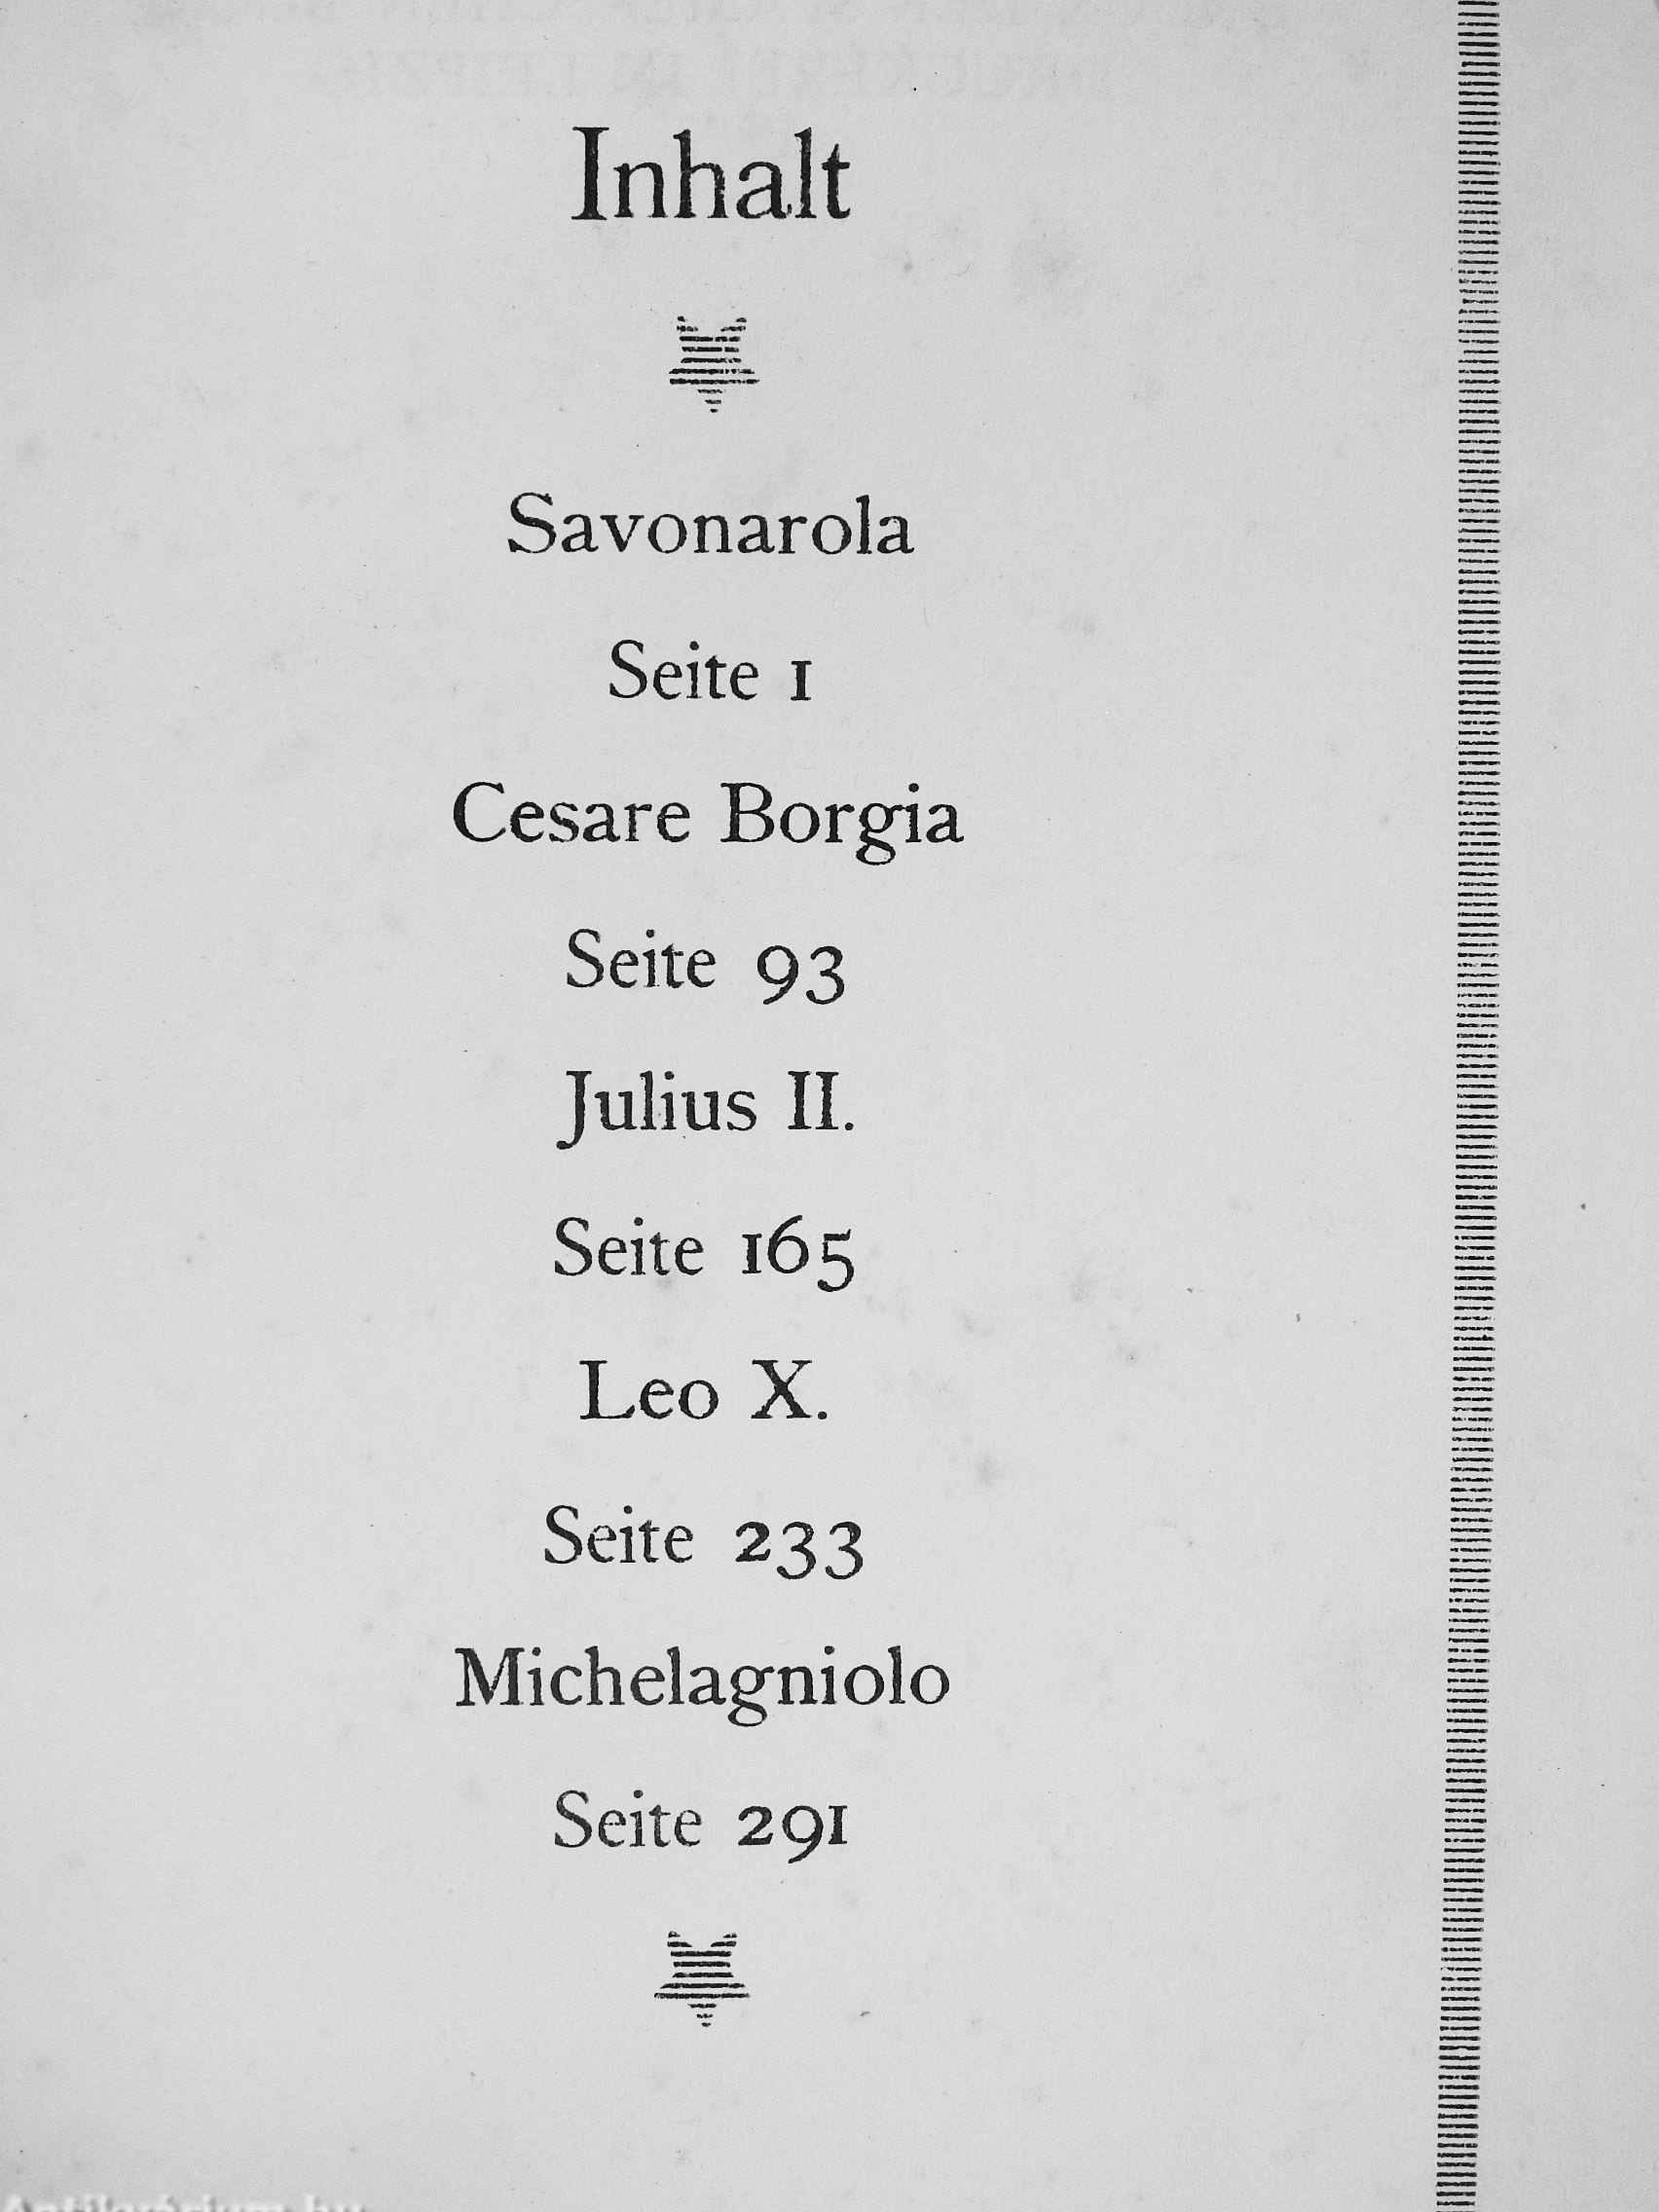 Inhalt
Savonarola
Seite 1
Cesare Borgia
Seite 93
Julius II.
Seite 165
Leo X.
Seite 233
Michelagniolo
Seite 291